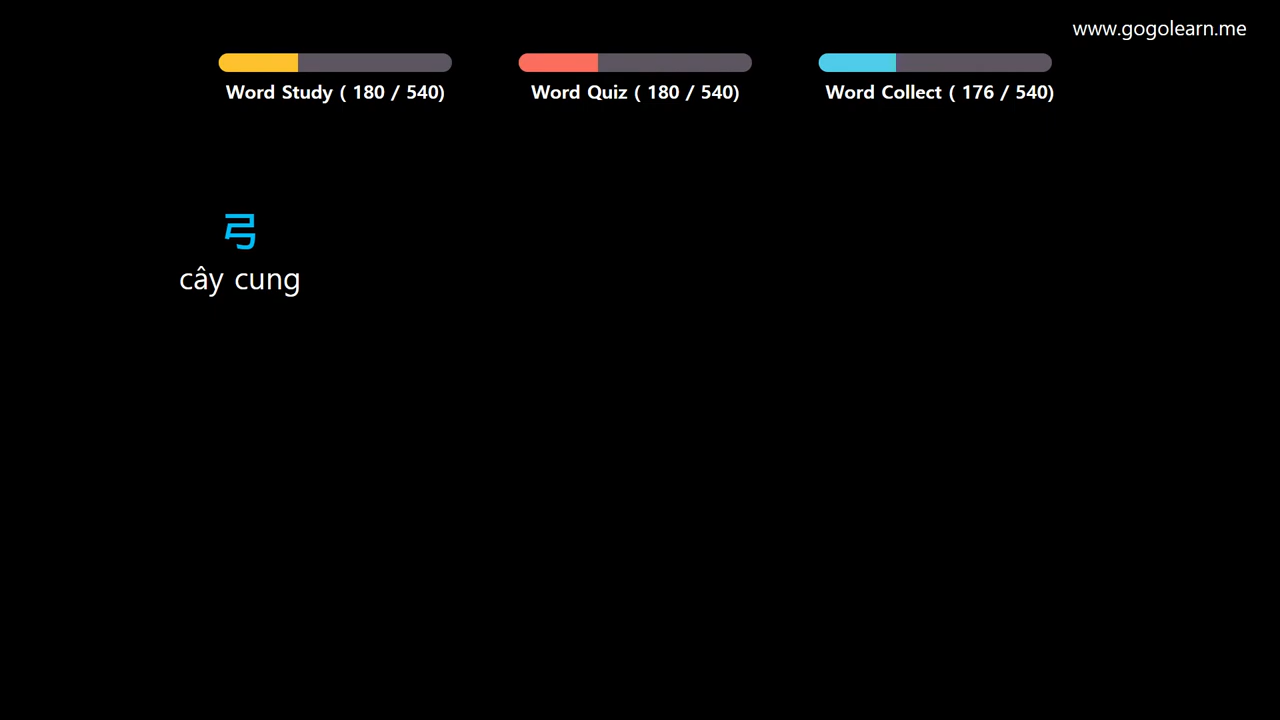 www.gogolearn.me
Word Study ( 180 / 540)
Word Quiz ( 180 / 540)
Word Collect ( 176 / 540)
弓
cây cung